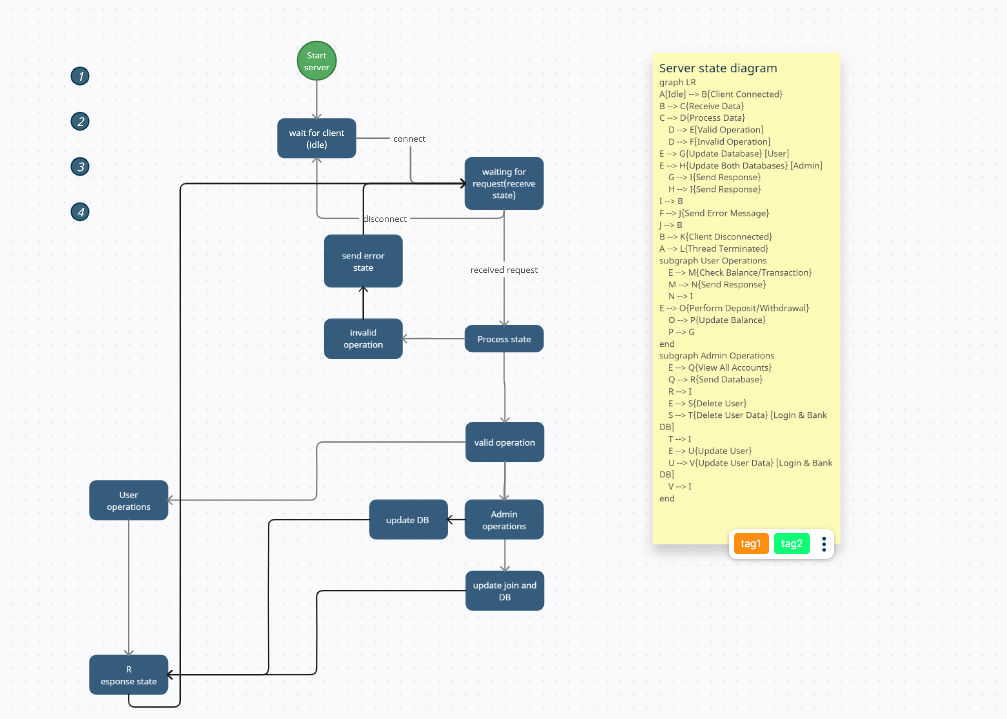 Start
server
1
2
3
4
wait for client
(idle)
connect
waiting for
request(receive
state)
disconnect
send error
state
received request
invalid
operation
Process state
valid operation
User
operations
update DB
Admin
operations
update join and
DB
R
esponse state
Server state diagram
graph LR
A[Idle] --> B{Client Connected}
B --> C{Receive Data}
C --> D{Process Data}
D --> E[Valid Operation]
D --> F[Invalid Operation]
E --> G{Update Database} [User]
E --> H{Update Both Databases} [Admin]
G --> I{Send Response}
H --> I{Send Response}
I --> B
F --> J{Send Error Message}
J --> B
B --> K{Client Disconnected}
A --> L{Thread Terminated}
subgraph User Operations
E --> M{Check Balance/Transaction}
M --> N{Send Response}
N --> I
E --> O{Perform Deposit/Withdrawal}
O --> P{Update Balance}
P --> G
end
subgraph Admin Operations
E --> Q{View All Accounts}
Q --> R{Send Database}
R --> I
E --> S{Delete User}
S --> T{Delete User Data} [Login & Bank
DB]
T --> I
E --> U{Update User}
U --> V{Update User Data} [Login & Bank
DB]
V --> I
end
tag1
tag2